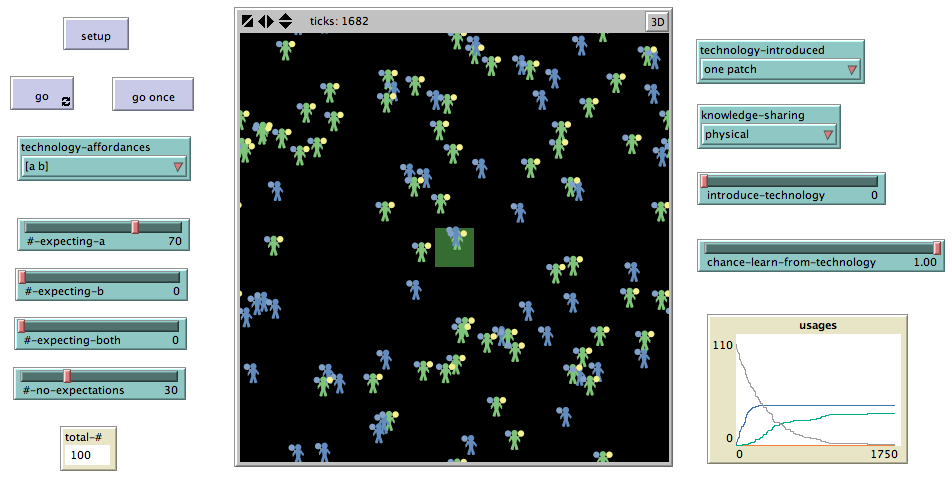 setup
go
go once
technology-affordances
[a b]
#-expecting-a 70
#-expecting-b 0
#-expecting-both 0
#-no-expectations 30
total-#
100
ticks: 1682
3D
technology-introduced
one patch
knowledge-sharing
physical
introduce-technology 0
chance-learn-from-technology 1.00
usages
110
0
0 1750